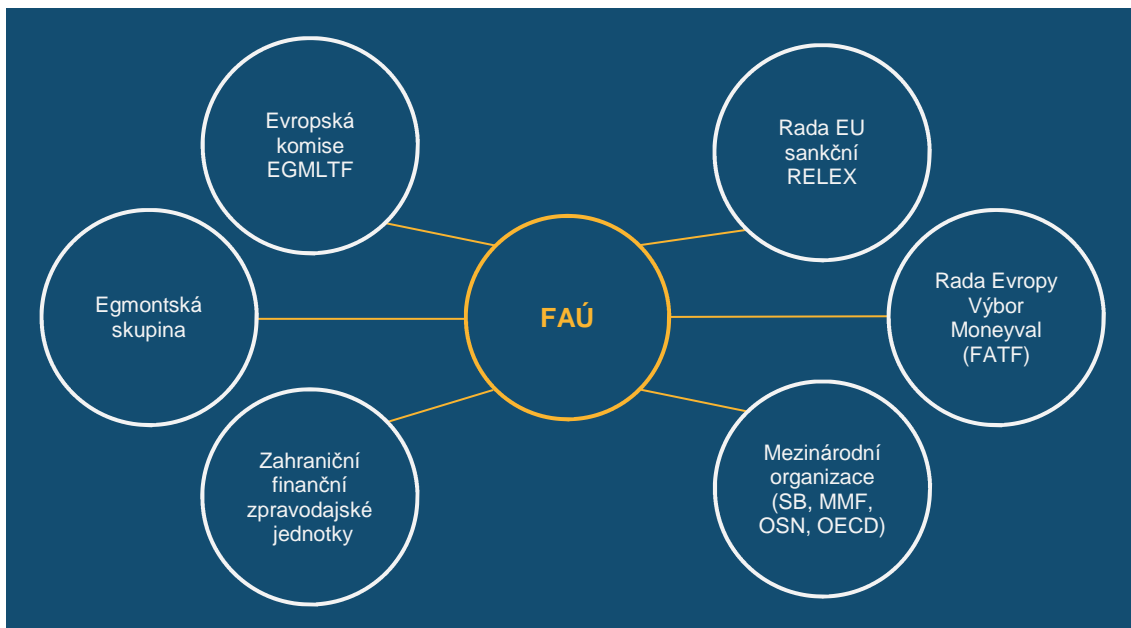 Evropská
komise
EGMLTF
Rada EU
sankční
RELEX
Egmontská
skupina
FAÚ
Rada Evropy
Výbor
Moneyval
(FATF)
Zahraniční
finanční
zpravodajské
jednotky
Mezinárodní
organizace
(SB, MMF,
OSN, OECD)